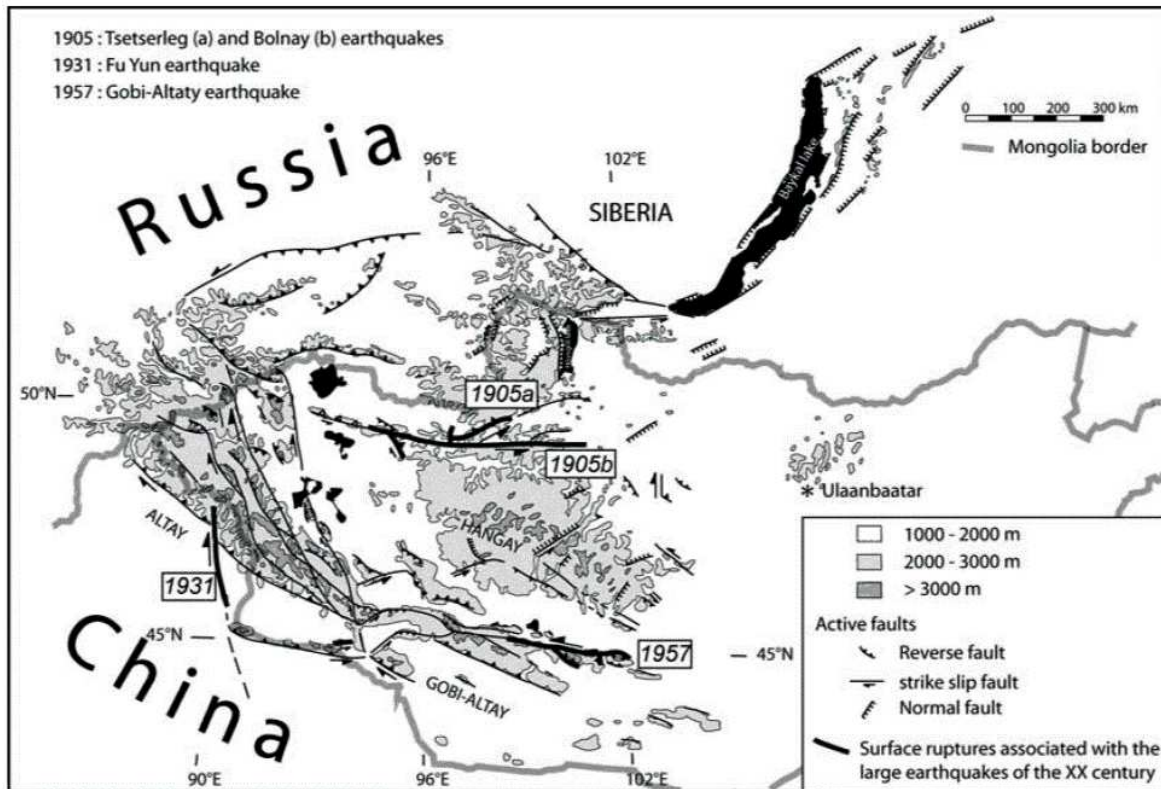 1905 : Tsetserleg (a) and Bolnay (b) earthquakes
1931 : Fu Yun earthquake
1957 : Gobi-Altaty earthquake
0 100 200 300 km
Mongolia border
Russia
96°E
102°E
SIBERIA
Baykal lake
50°N
1905a
1905b
* Ulaanbaatar
ALTAY
HANGAY
1931
China
45°N
1957
45°N
GOBI-ALTAY
90°E
96°E
102°E
1000 - 2000 m
2000 - 3000 m
> 3000 m
Active faults
Reverse fault
strike slip fault
Normal fault
Surface ruptures associated with the
large earthquakes of the XX century